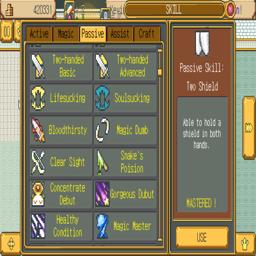 420331
SKILL
Active Magic Passive Assist Craft
Two-handed Basic
Two-handed Advanced
Lifesucking
Soulsucking
Bloodthirsty
Magic Dumb
Clear Sight
Snake's Poision
Concentrate Debut
Gorgeous Dubut
Healthy Condition
Magic Master
Passive Skill:
Two Shield
Able to hold a
shield in both
hands.
MASTERED !
USE